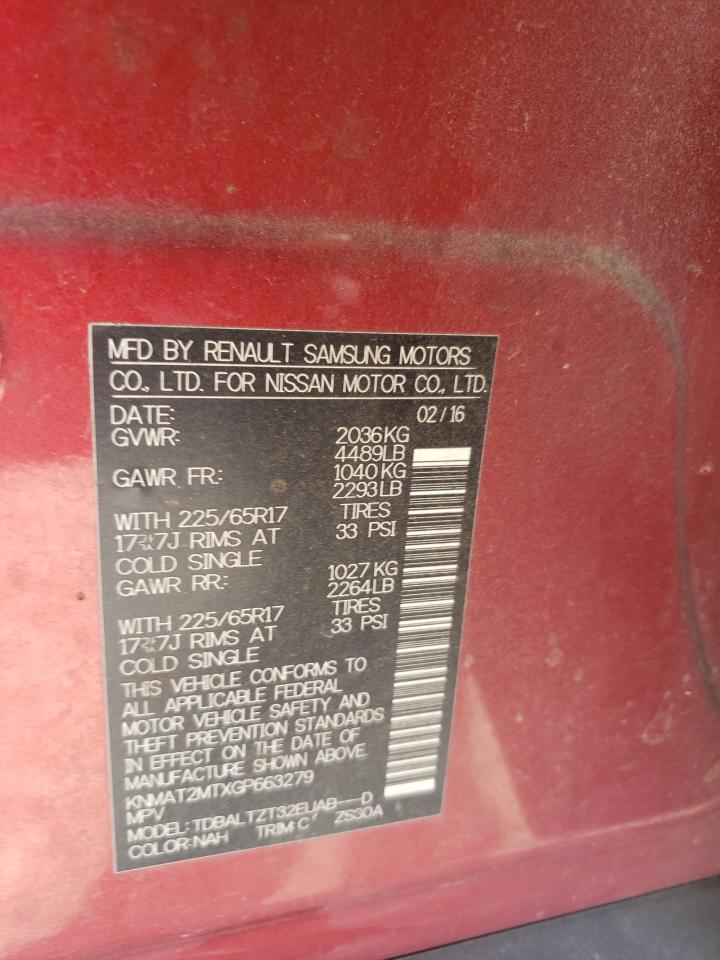 MFD BY RENAULT SAMSUNG MOTORS
CO., LTD. FOR NISSAN MOTOR CO., LTD.
DATE: 02/16
GVWR: 2036KG
4489LB
GAWR FR: 1040KG
2293LB
WITH 225/65R17 TIRES
RIMS AT 33 PSI
COLD SINGLE
GAWR RR: 1027KG
2264LB
WITH 225/65R17 TIRES
RIMS AT 33 PSI
COLD SINGLE
THIS VEHICLE CONFORMS TO
ALL APPLICABLE FEDERAL
MOTOR VEHICLE SAFETY AND
THEFT PREVENTION STANDARDS
IN EFFECT ON THE DATE OF
MANUFACTURE SHOWN ABOVE.
KNMAT2MTXGP663279
MPV
MODEL: TDBALTZT32EUAB---D
COLOR:NAH TRIM:C ZS30A